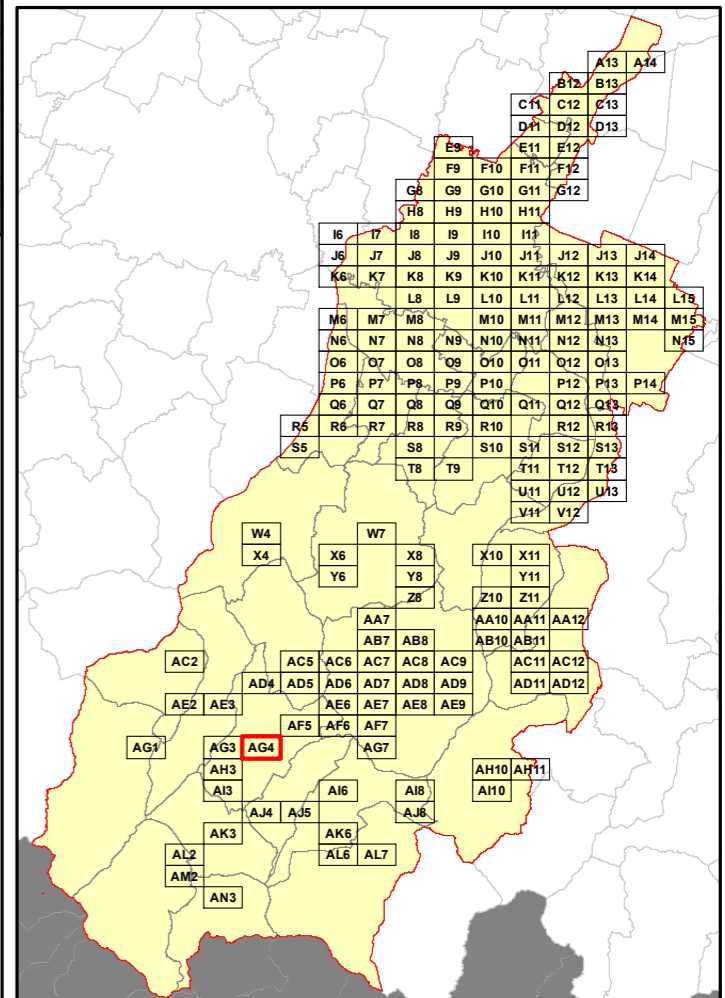 A13 A14
B12 B13
C11 C12 C13
D11 D12 D13
E9 E11 E12
F9 F10 F11 F12
G8 G9 G10 G11 G12
H8 H9 H10 H11
I6 I7 I8 I9 I10 I11
J6 J7 J8 J9 J10 J11 J12 J13 J14
K6 K7 K8 K9 K10 K11 K12 K13 K14
L8 L9 L10 L11 L12 L13 L14 L15
M6 M7 M8 M10 M11 M12 M13 M14 M15
N6 N7 N8 N9 N10 N11 N12 N13 N15
O6 O7 O8 O9 O10 O11 O12 O13
P6 P7 P8 P9 P10 P12 P13 P14
Q6 Q7 Q8 Q9 Q10 Q11 Q12 Q13
R5 R6 R7 R8 R9 R10 R12 R13
S5 S8 S10 S11 S12 S13
T8 T9 T11 T12 T13
U11 U12 U13
V11 V12
W4 W7
X4 X6 X8 X10 X11
Y6 Y8 Y11
Z8 Z10 Z11
AA7 AA10 AA11 AA12
AB7 AB8 AB10 AB11
AC2 AC5 AC6 AC7 AC8 AC9 AC11 AC12
AD4 AD5 AD6 AD7 AD8 AD9 AD11 AD12
AE2 AE3 AE6 AE7 AE8 AE9
AF5 AF6 AF7
AG1 AG3 AG4 AG7
AH3 AH10 AH11
AI3 AI6 AI8 AI10
AJ4 AJ5 AJ8
AK3 AK6
AL2 AL6 AL7
AM2
AN3